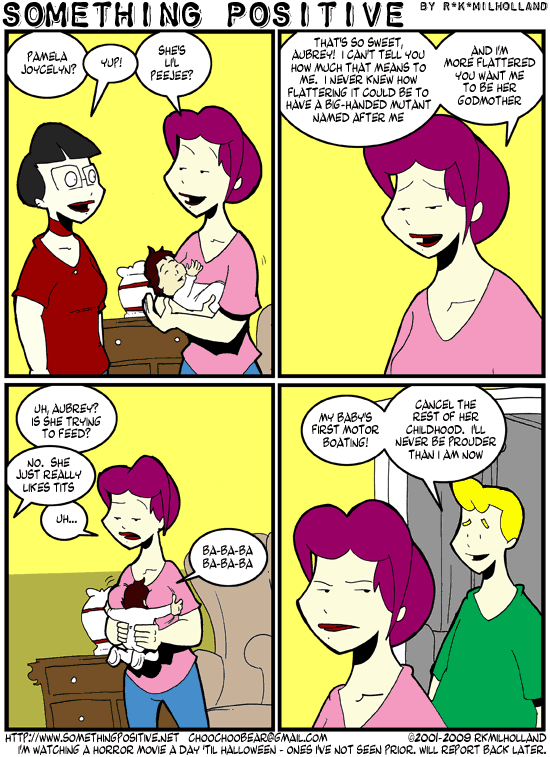 SOMETHING POSITIVE BY R*K*MILHOLLAND
PAMELA
JOYCELYN?
YUP!
SHE'S
LI'L
PEEJEE?
THAT'S SO SWEET,
AUBREY! I CAN'T TELL YOU
HOW MUCH THAT MEANS TO
ME. I NEVER KNEW HOW
FLATTERING IT COULD BE TO
HAVE A BIG-HANDED MUTANT
NAMED AFTER ME
AND I'M
MORE FLATTERED
YOU WANT ME
TO BE HER
GODMOTHER
UH, AUBREY?
IS SHE TRYING
TO FEED?
NO. SHE
JUST REALLY
LIKES TITS
UH...
BA-BA-BA
BA-BA-BA
MY BABY'S
FIRST MOTOR
BOATING!
CANCEL THE
REST OF HER
CHILDHOOD. I'LL
NEVER BE PROUDER
THAN I AM NOW
HTTP://WWW.SOMETHINGPOSITIVE.NET CHOOCHOOBEAR@GMAIL.COM ©2001-2009 RKMILHOLLAND
I'M WATCHING A HORROR MOVIE A DAY 'TIL HALLOWEEN - ONES I'VE NOT SEEN PRIOR. WILL REPORT BACK LATER.